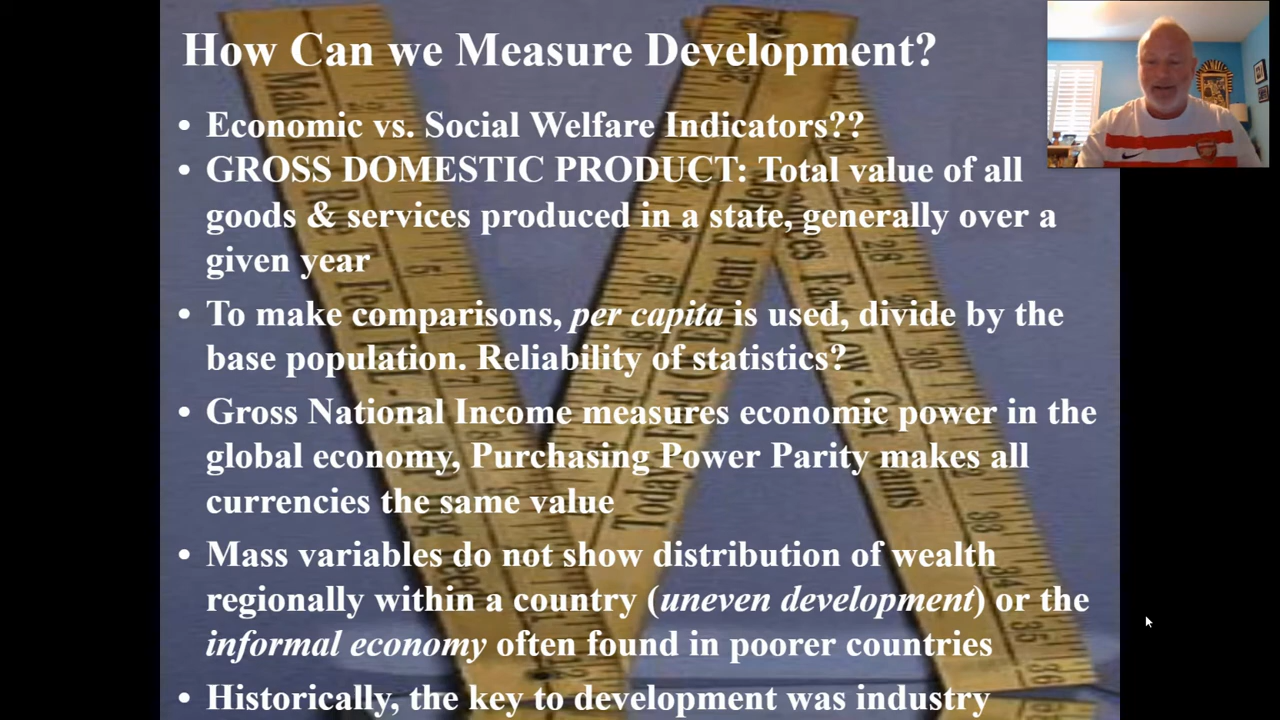 How Can we Measure Development?
• Economic vs. Social Welfare Indicators??
• GROSS DOMESTIC PRODUCT: Total value of all
goods & services produced in a state, generally over a
given year
• To make comparisons, per capita is used, divide by the
base population. Reliability of statistics?
• Gross National Income measures economic power in the
global economy, Purchasing Power Parity makes all
currencies the same value
• Mass variables do not show distribution of wealth
regionally within a country (uneven development) or the
informal economy often found in poorer countries
• Historically, the key to development was industry